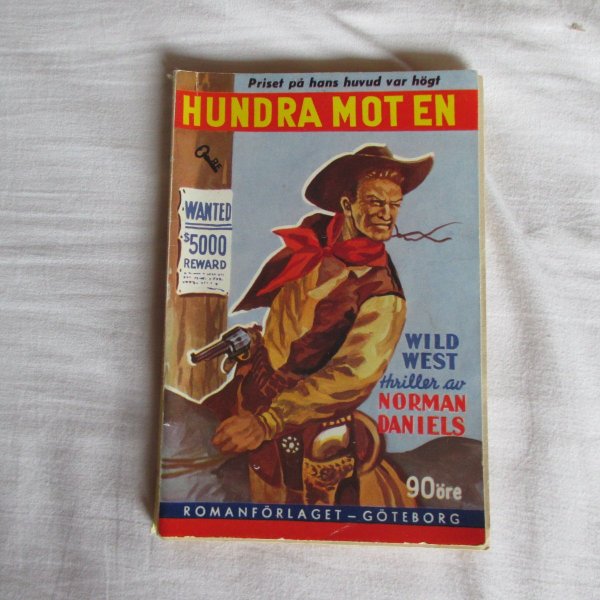 Priset på hans huvud var högt
HUNDRA MOT EN
WANTED
$5000
REWARD
WILD
WEST
thriller av
NORMAN
DANIELS
90 öre
ROMANFÖRLAGET – GÖTEBORG